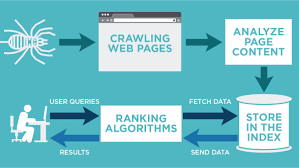 CRAWLING
WEB PAGES
ANALYZE
PAGE
CONTENT
USER QUERIES
RESULTS
RANKING
ALGORITHMS
FETCH DATA
SEND DATA
STORE
IN THE
INDEX